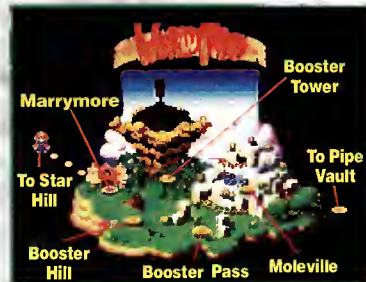 Booster
Tower
Marrymore
To Pipe
Vault
To Star
Hill
Booster
Hill
Booster Pass
Moleville